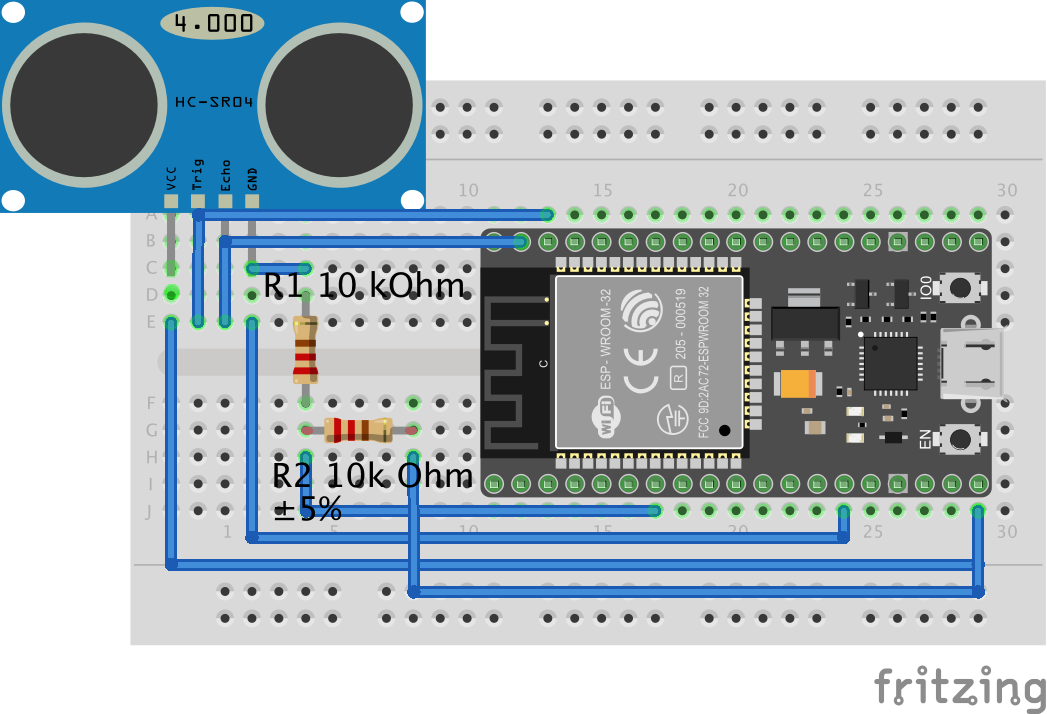 4.000
HC-SR04
VCC
Trig
Echo
GND
10
15
20
25
30
A
B
C
D
E
R1 10 kOhm
IO0
ESP - WROOM -32
205 - 000519
FCC 9D:2AC72-ESPWROOM 32
CE
R
WiFi
C
F
G
H
I
J
EN
R2 10k Ohm
±5%
1
5
10
15
20
25
30
fritzing